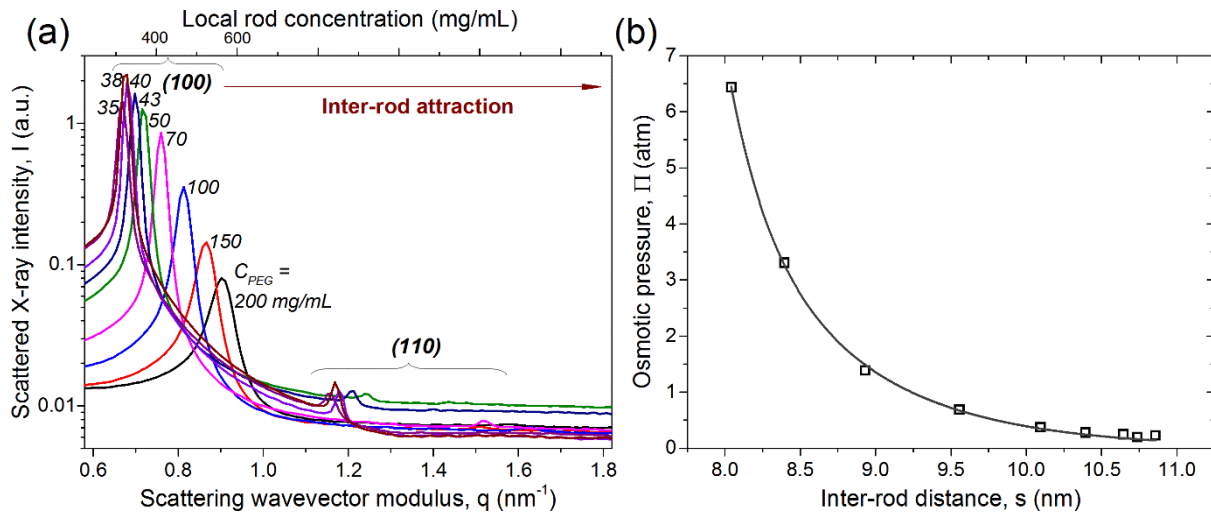 (a)
Local rod concentration (mg/mL)
400 600
Scattered X-ray intensity, I (a.u.)
1
0.1
0.01
38
40
(100)
35
43
50
70
Inter-rod attraction
100
150
C_PEG =
200 mg/mL
(110)
0.6 0.8 1.0 1.2 1.4 1.6 1.8
Scattering wavevector modulus, q (nm⁻¹)
(b)
Osmotic pressure, Π (atm)
7
6
5
4
3
2
1
0
8.0 8.5 9.0 9.5 10.0 10.5 11.0
Inter-rod distance, s (nm)